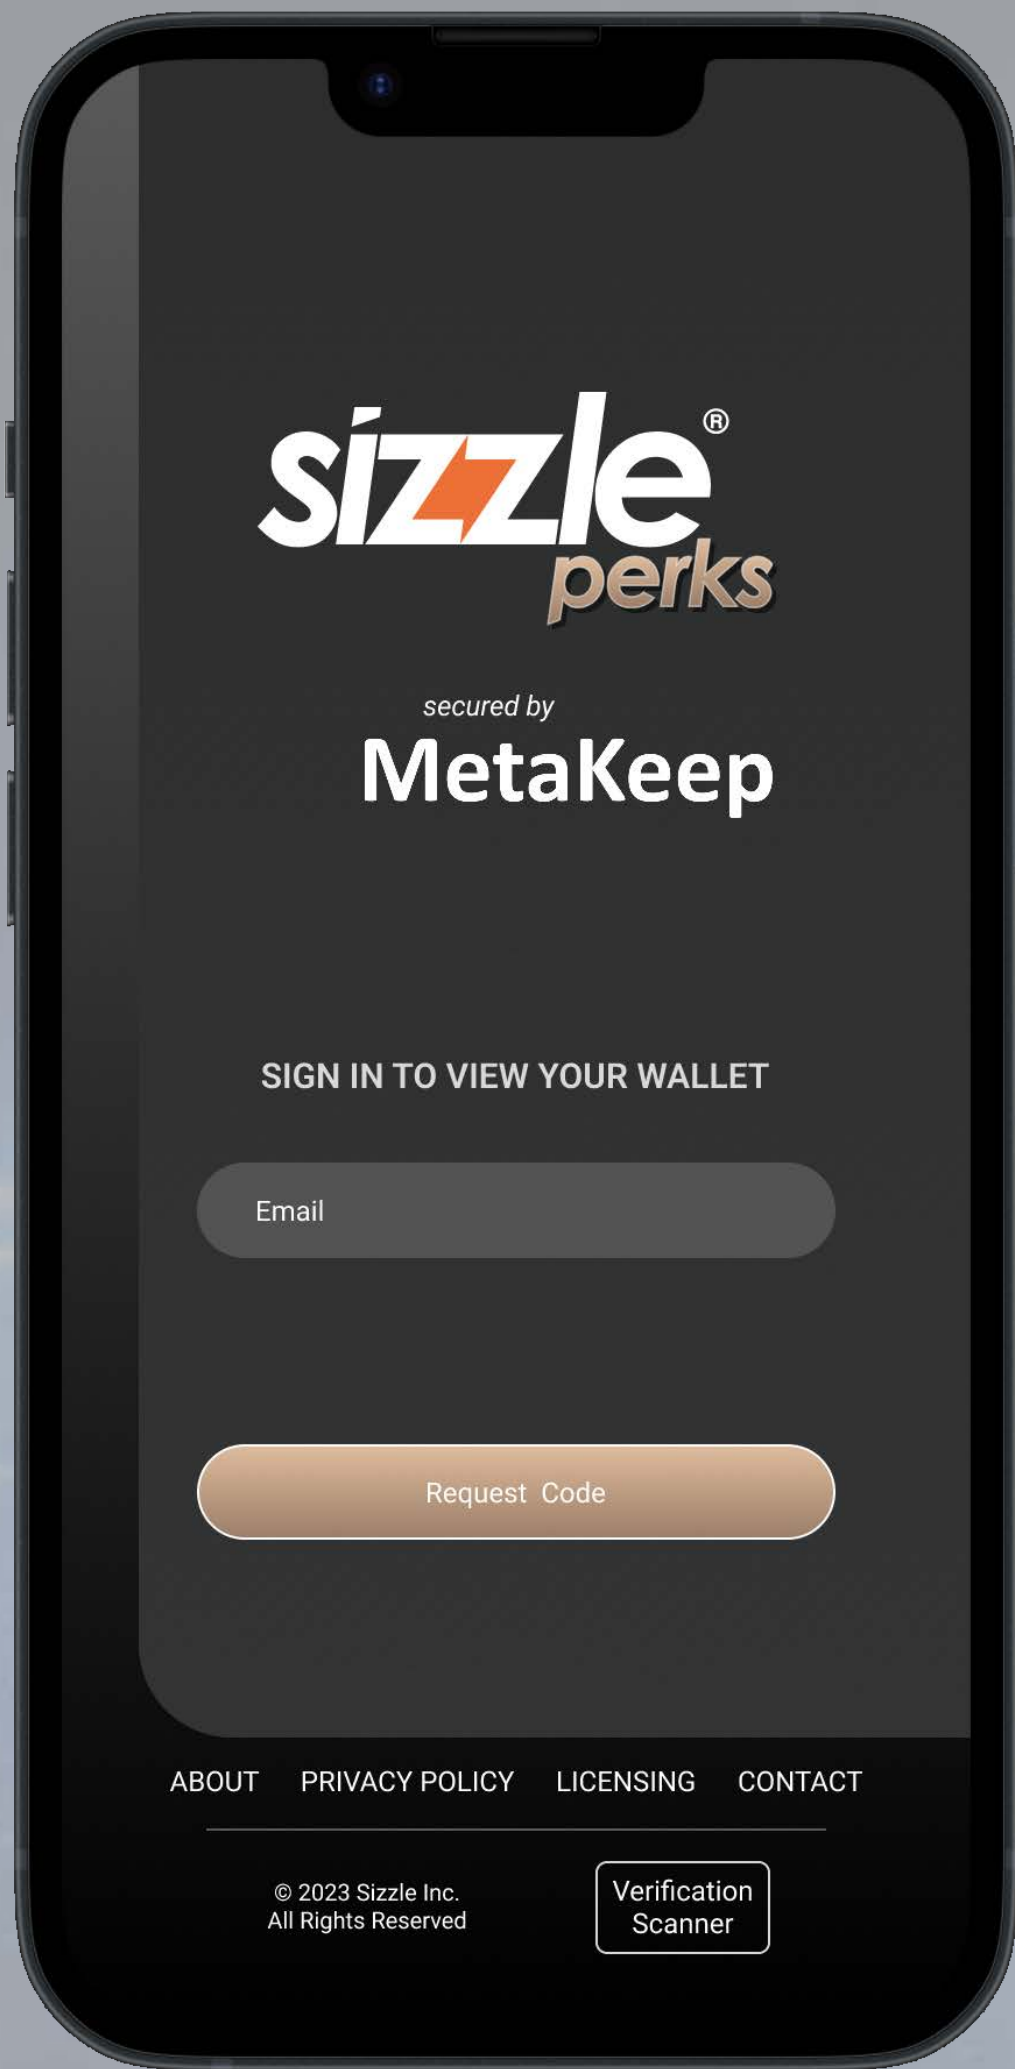 sizzle®
perks
secured by
MetaKeep
SIGN IN TO VIEW YOUR WALLET
Email
Request Code
ABOUT PRIVACY POLICY LICENSING CONTACT
© 2023 Sizzle Inc.
All Rights Reserved
Verification
Scanner